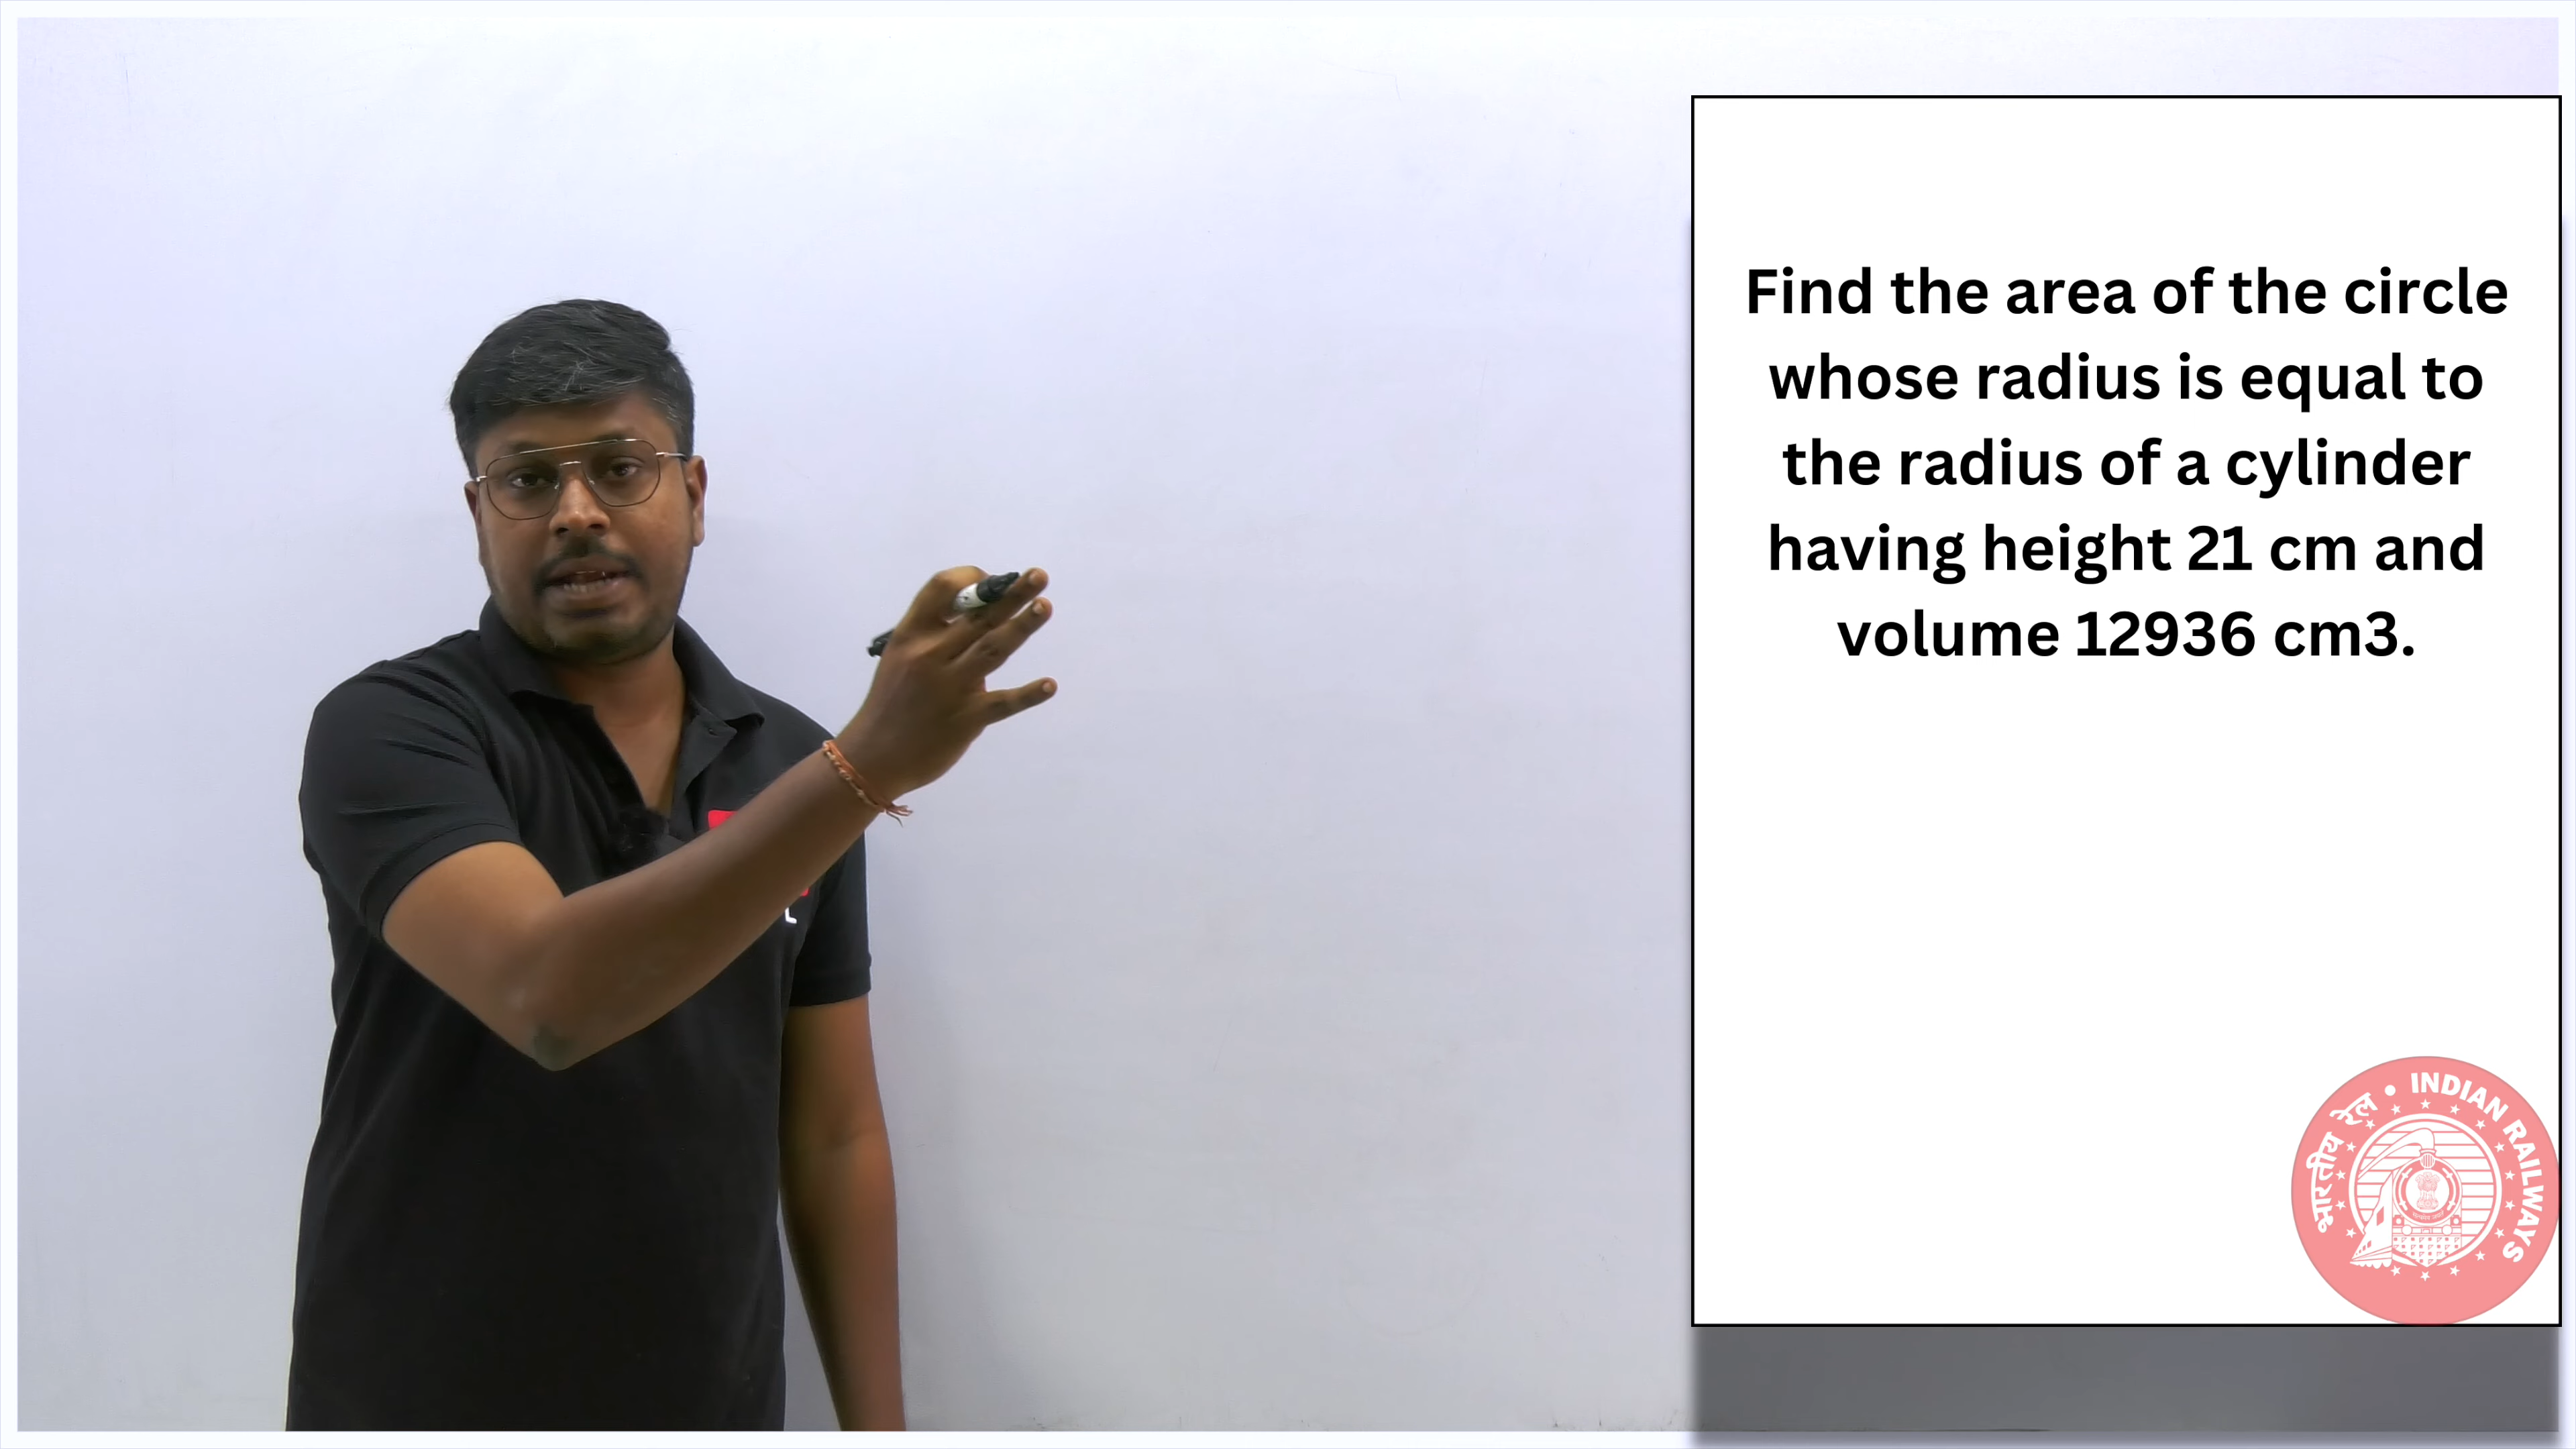 Find the area of the circle
whose radius is equal to
the radius of a cylinder
having height 21 cm and
volume 12936 cm3.
भारतीय रेल • INDIAN RAILWAYS
L